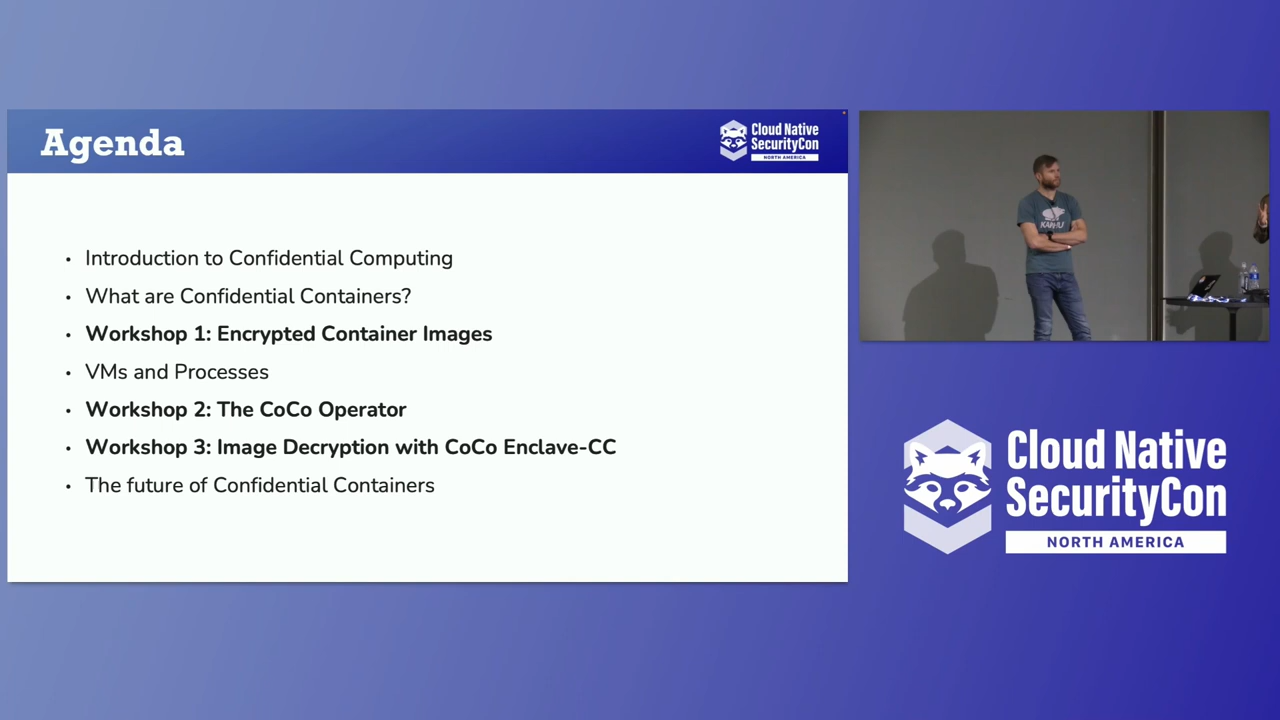 Agenda
Cloud Native
SecurityCon
NORTH AMERICA
• Introduction to Confidential Computing
• What are Confidential Containers?
• Workshop 1: Encrypted Container Images
• VMs and Processes
• Workshop 2: The CoCo Operator
• Workshop 3: Image Decryption with CoCo Enclave-CC
• The future of Confidential Containers
KARHU
Cloud Native
SecurityCon
NORTH AMERICA